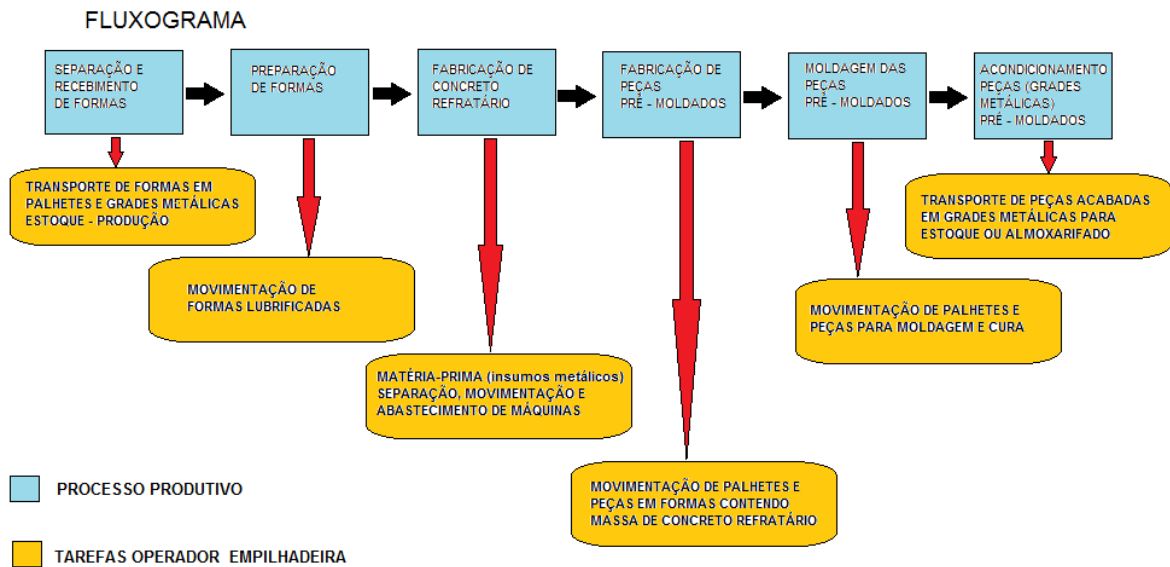 FLUXOGRAMA
SEPARAÇÃO E
RECEBIMENTO
DE FORMAS
PREPARAÇÃO
DE FORMAS
FABRICAÇÃO DE
CONCRETO
REFRATÁRIO
FABRICAÇÃO DE
PEÇAS
PRÉ - MOLDADOS
MOLDAGEM DAS
PEÇAS
PRÉ - MOLDADOS
ACONDICIONAMENTO
PEÇAS (GRADES
METÁLICAS)
PRÉ - MOLDADOS
TRANSPORTE DE FORMAS EM
PALHETES E GRADES METÁLICAS
ESTOQUE - PRODUÇÃO
MOVIMENTAÇÃO DE
FORMAS LUBRIFICADAS
MATÉRIA-PRIMA (insumos metálicos)
SEPARAÇÃO, MOVIMENTAÇÃO E
ABASTECIMENTO DE MÁQUINAS
MOVIMENTAÇÃO DE PALHETES E
PEÇAS EM FORMAS CONTENDO
MASSA DE CONCRETO REFRATÁRIO
MOVIMENTAÇÃO DE PALHETES E
PEÇAS PARA MOLDAGEM E CURA
TRANSPORTE DE PEÇAS ACABADAS
EM GRADES METÁLICAS PARA
ESTOQUE OU ALMOXARIFADO
PROCESSO PRODUTIVO
TAREFAS OPERADOR EMPILHADEIRA